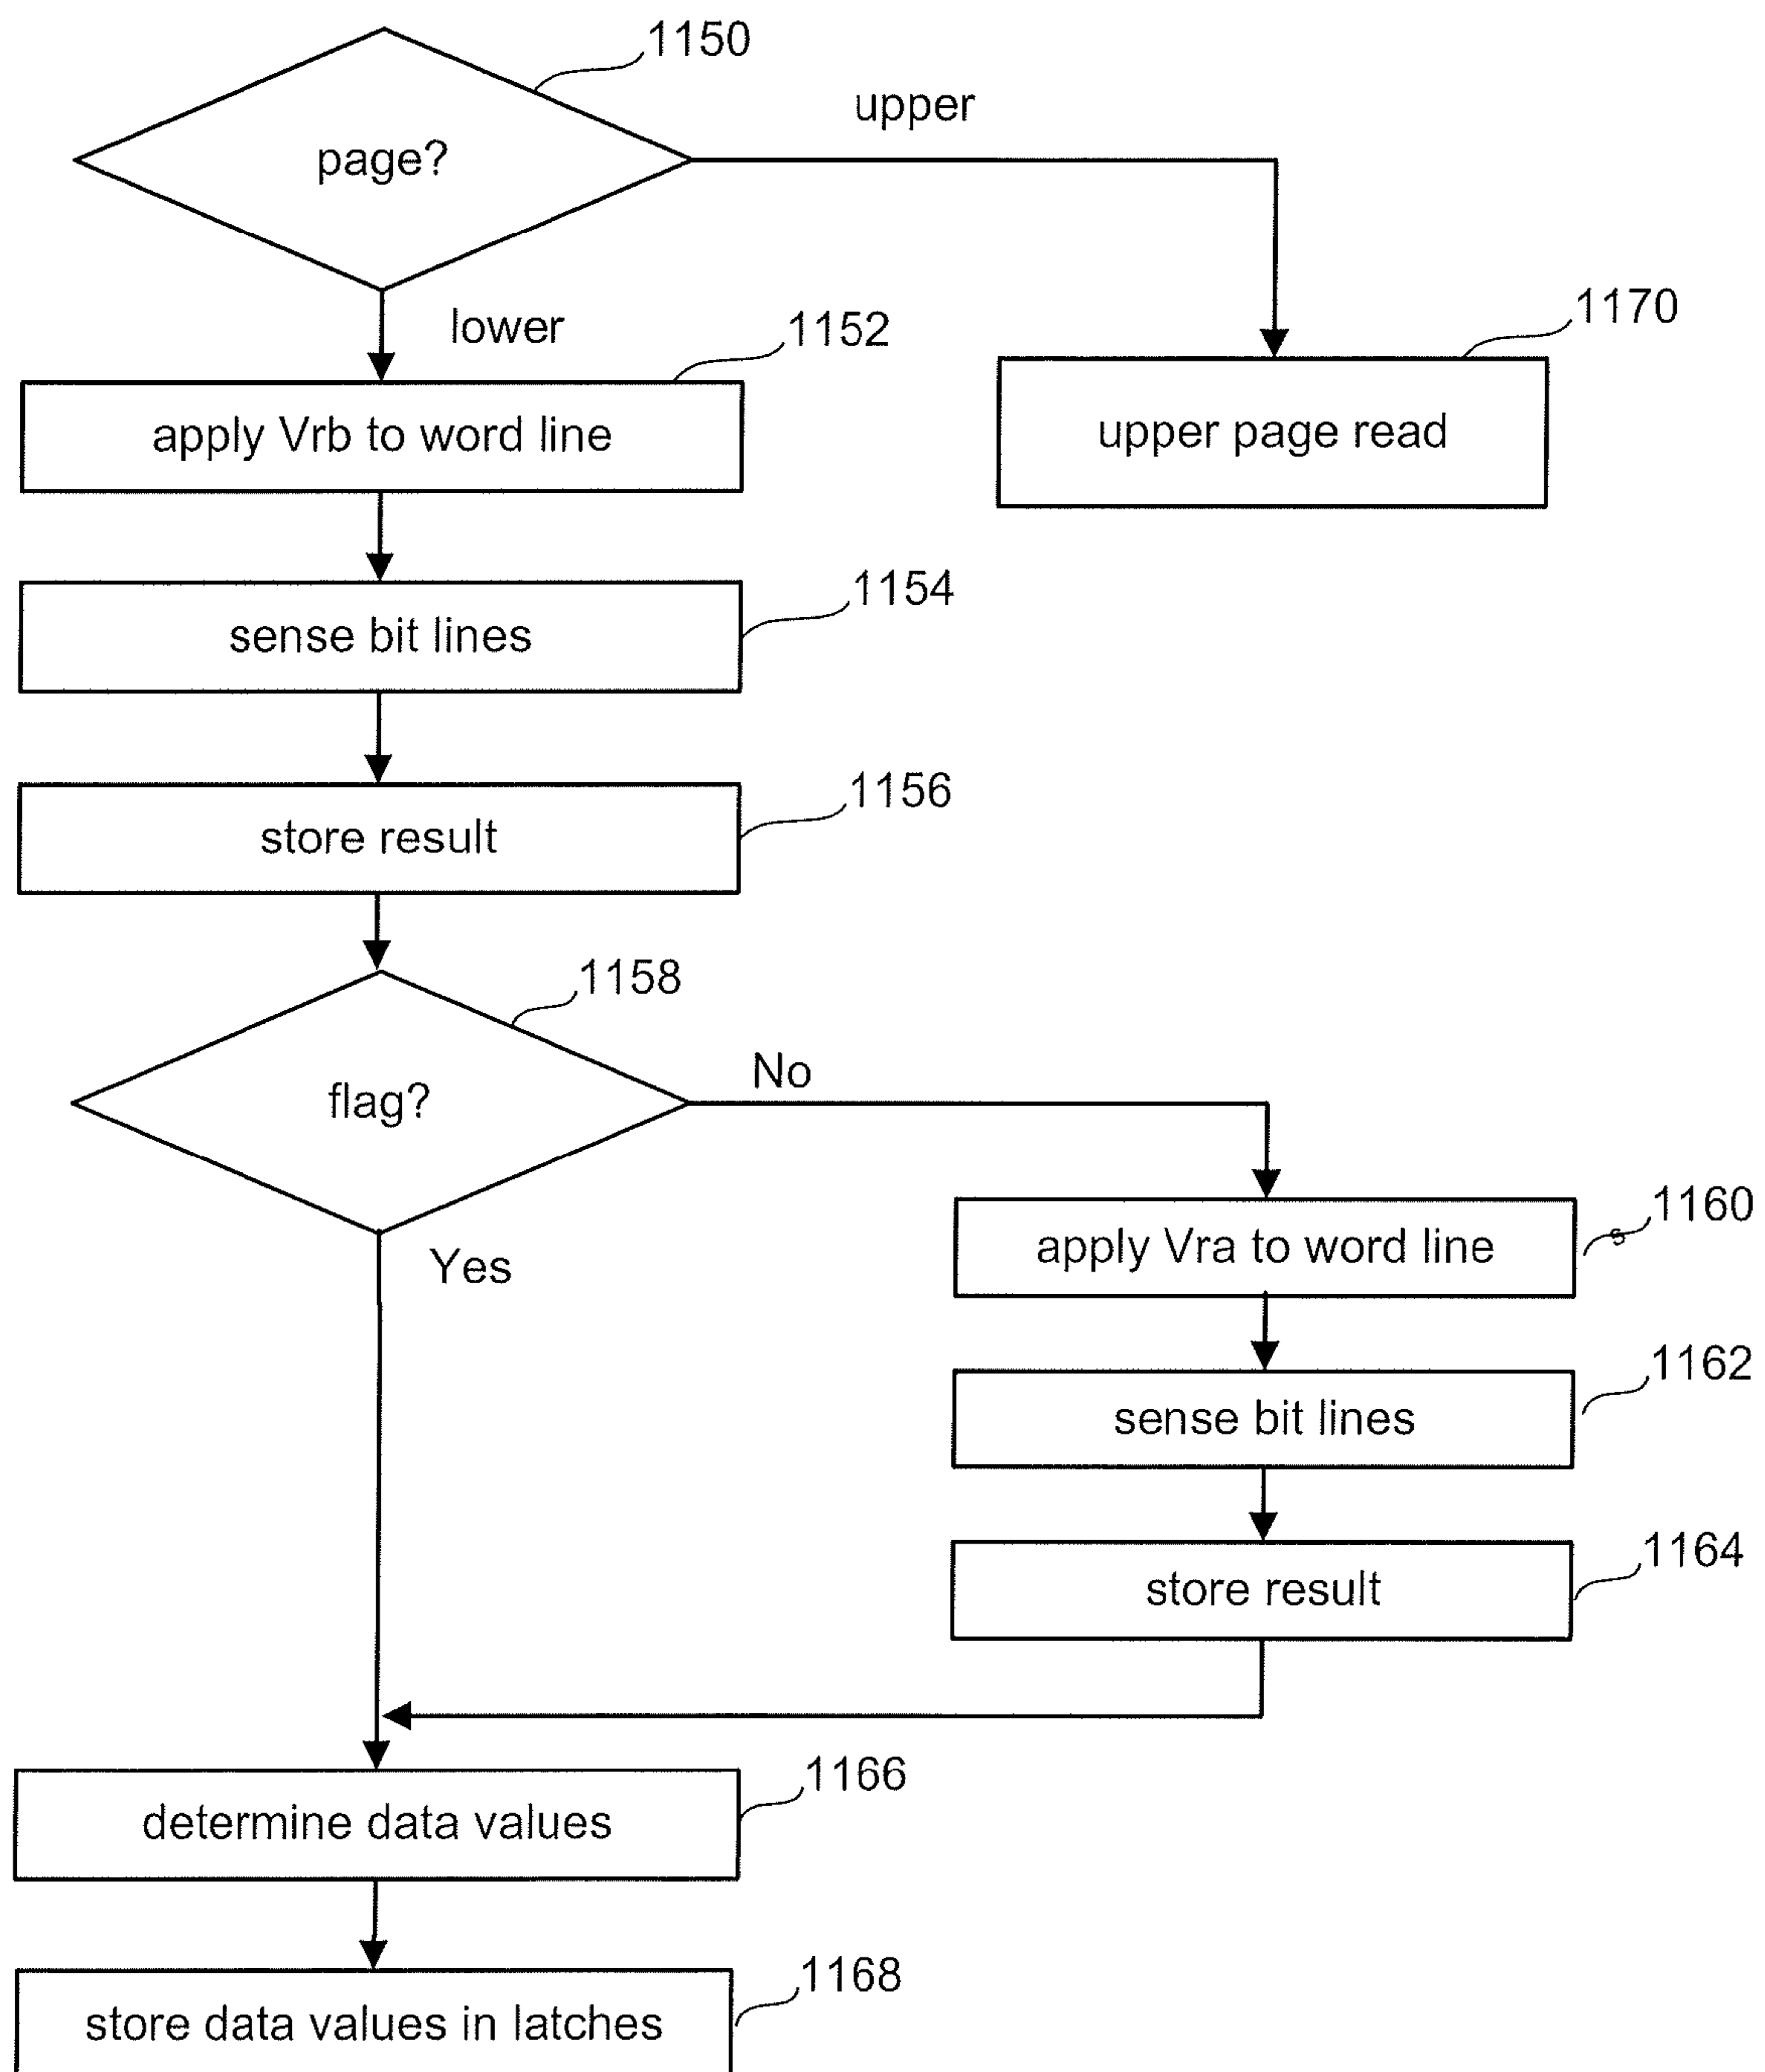 1150
upper
page?
1170
lower
1152
apply Vrb to word line
upper page read
1154
sense bit lines
1156
store result
1158
No
flag?
1160
apply Vra to word line
s
Yes
1162
sense bit lines
1164
store result
1166
determine data values
1168
store data values in latches